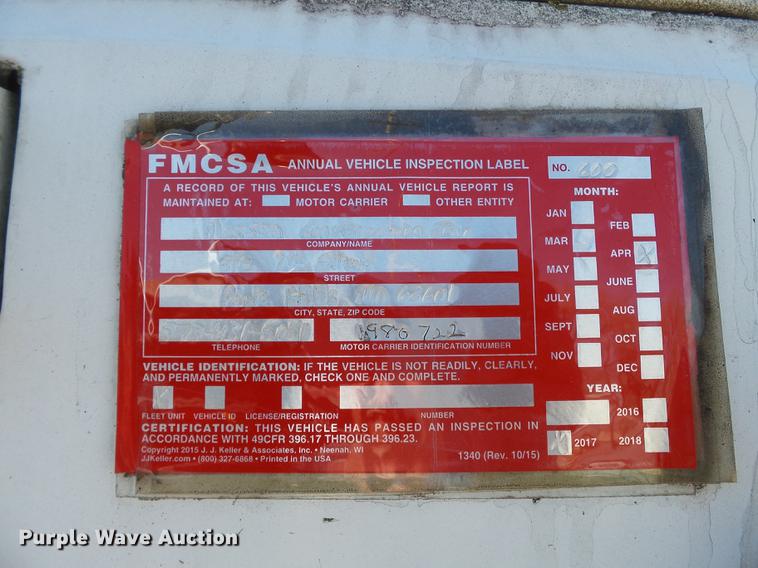 FMCSA ANNUAL VEHICLE INSPECTION LABEL
NO. 600
A RECORD OF THIS VEHICLE'S ANNUAL VEHICLE REPORT IS
MAINTAINED AT: MOTOR CARRIER OTHER ENTITY
COMPANY/NAME
STREET
CITY, STATE, ZIP CODE
986722
TELEPHONE MOTOR CARRIER IDENTIFICATION NUMBER
VEHICLE IDENTIFICATION: IF THE VEHICLE IS NOT READILY, CLEARLY,
AND PERMANENTLY MARKED, CHECK ONE AND COMPLETE.
FLEET UNIT VEHICLE ID LICENSE/REGISTRATION NUMBER
CERTIFICATION: THIS VEHICLE HAS PASSED AN INSPECTION IN
ACCORDANCE WITH 49CFR 396.17 THROUGH 396.23.
Copyright 2015 J. J. Keller & Associates, Inc. • Neenah, WI
JJKeller.com • (800) 327-6868 • Printed in the USA
1340 (Rev. 10/15)
MONTH:
JAN FEB
MAR APR X
MAY JUNE
JULY AUG
SEPT OCT
NOV DEC
YEAR:
2016
X 2017 2018
Purple Wave Auction